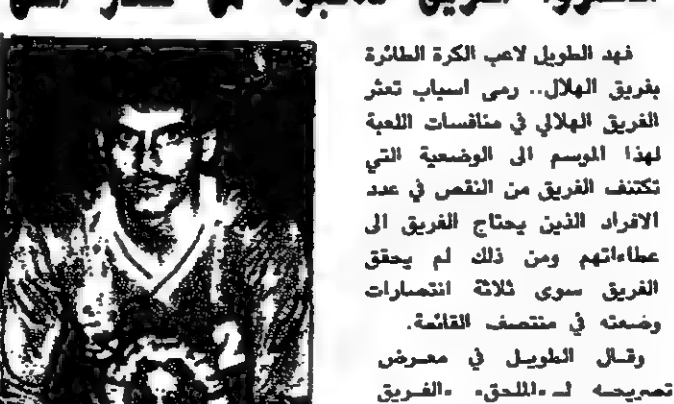 الفريق
فهد الطويل لاعب الكرة الطائرة
بفريق الهلال.. رمى اسباب تعثر
الفريق الهلالي في منافسات اللعبة
لهذا الموسم الى الوضعية التي
تكتنف الفريق من النقص في عدد
الافراد الذين يحتاج الفريق الى
عطاءاتهم ومن ذلك لم يحقق
الفريق سوى ثلاثة انتصارات
وضعته في منتصف القائمة.
وقال الطويل في معرض
تصريحه لـ «الملحق» «الفريق
2